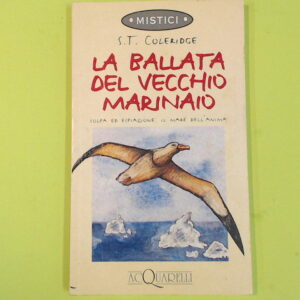 • MISTICI •
S.T. COLERIDGE
LA BALLATA
DEL VECCHIO
MARINAIO
COLPA ED ESPIAZIONE: IL MARE DELL'ANIMA
ACQUARELLI